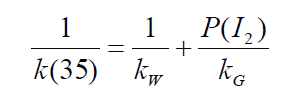 1/k(35) = 1/k_W + P(I_2)/k_G